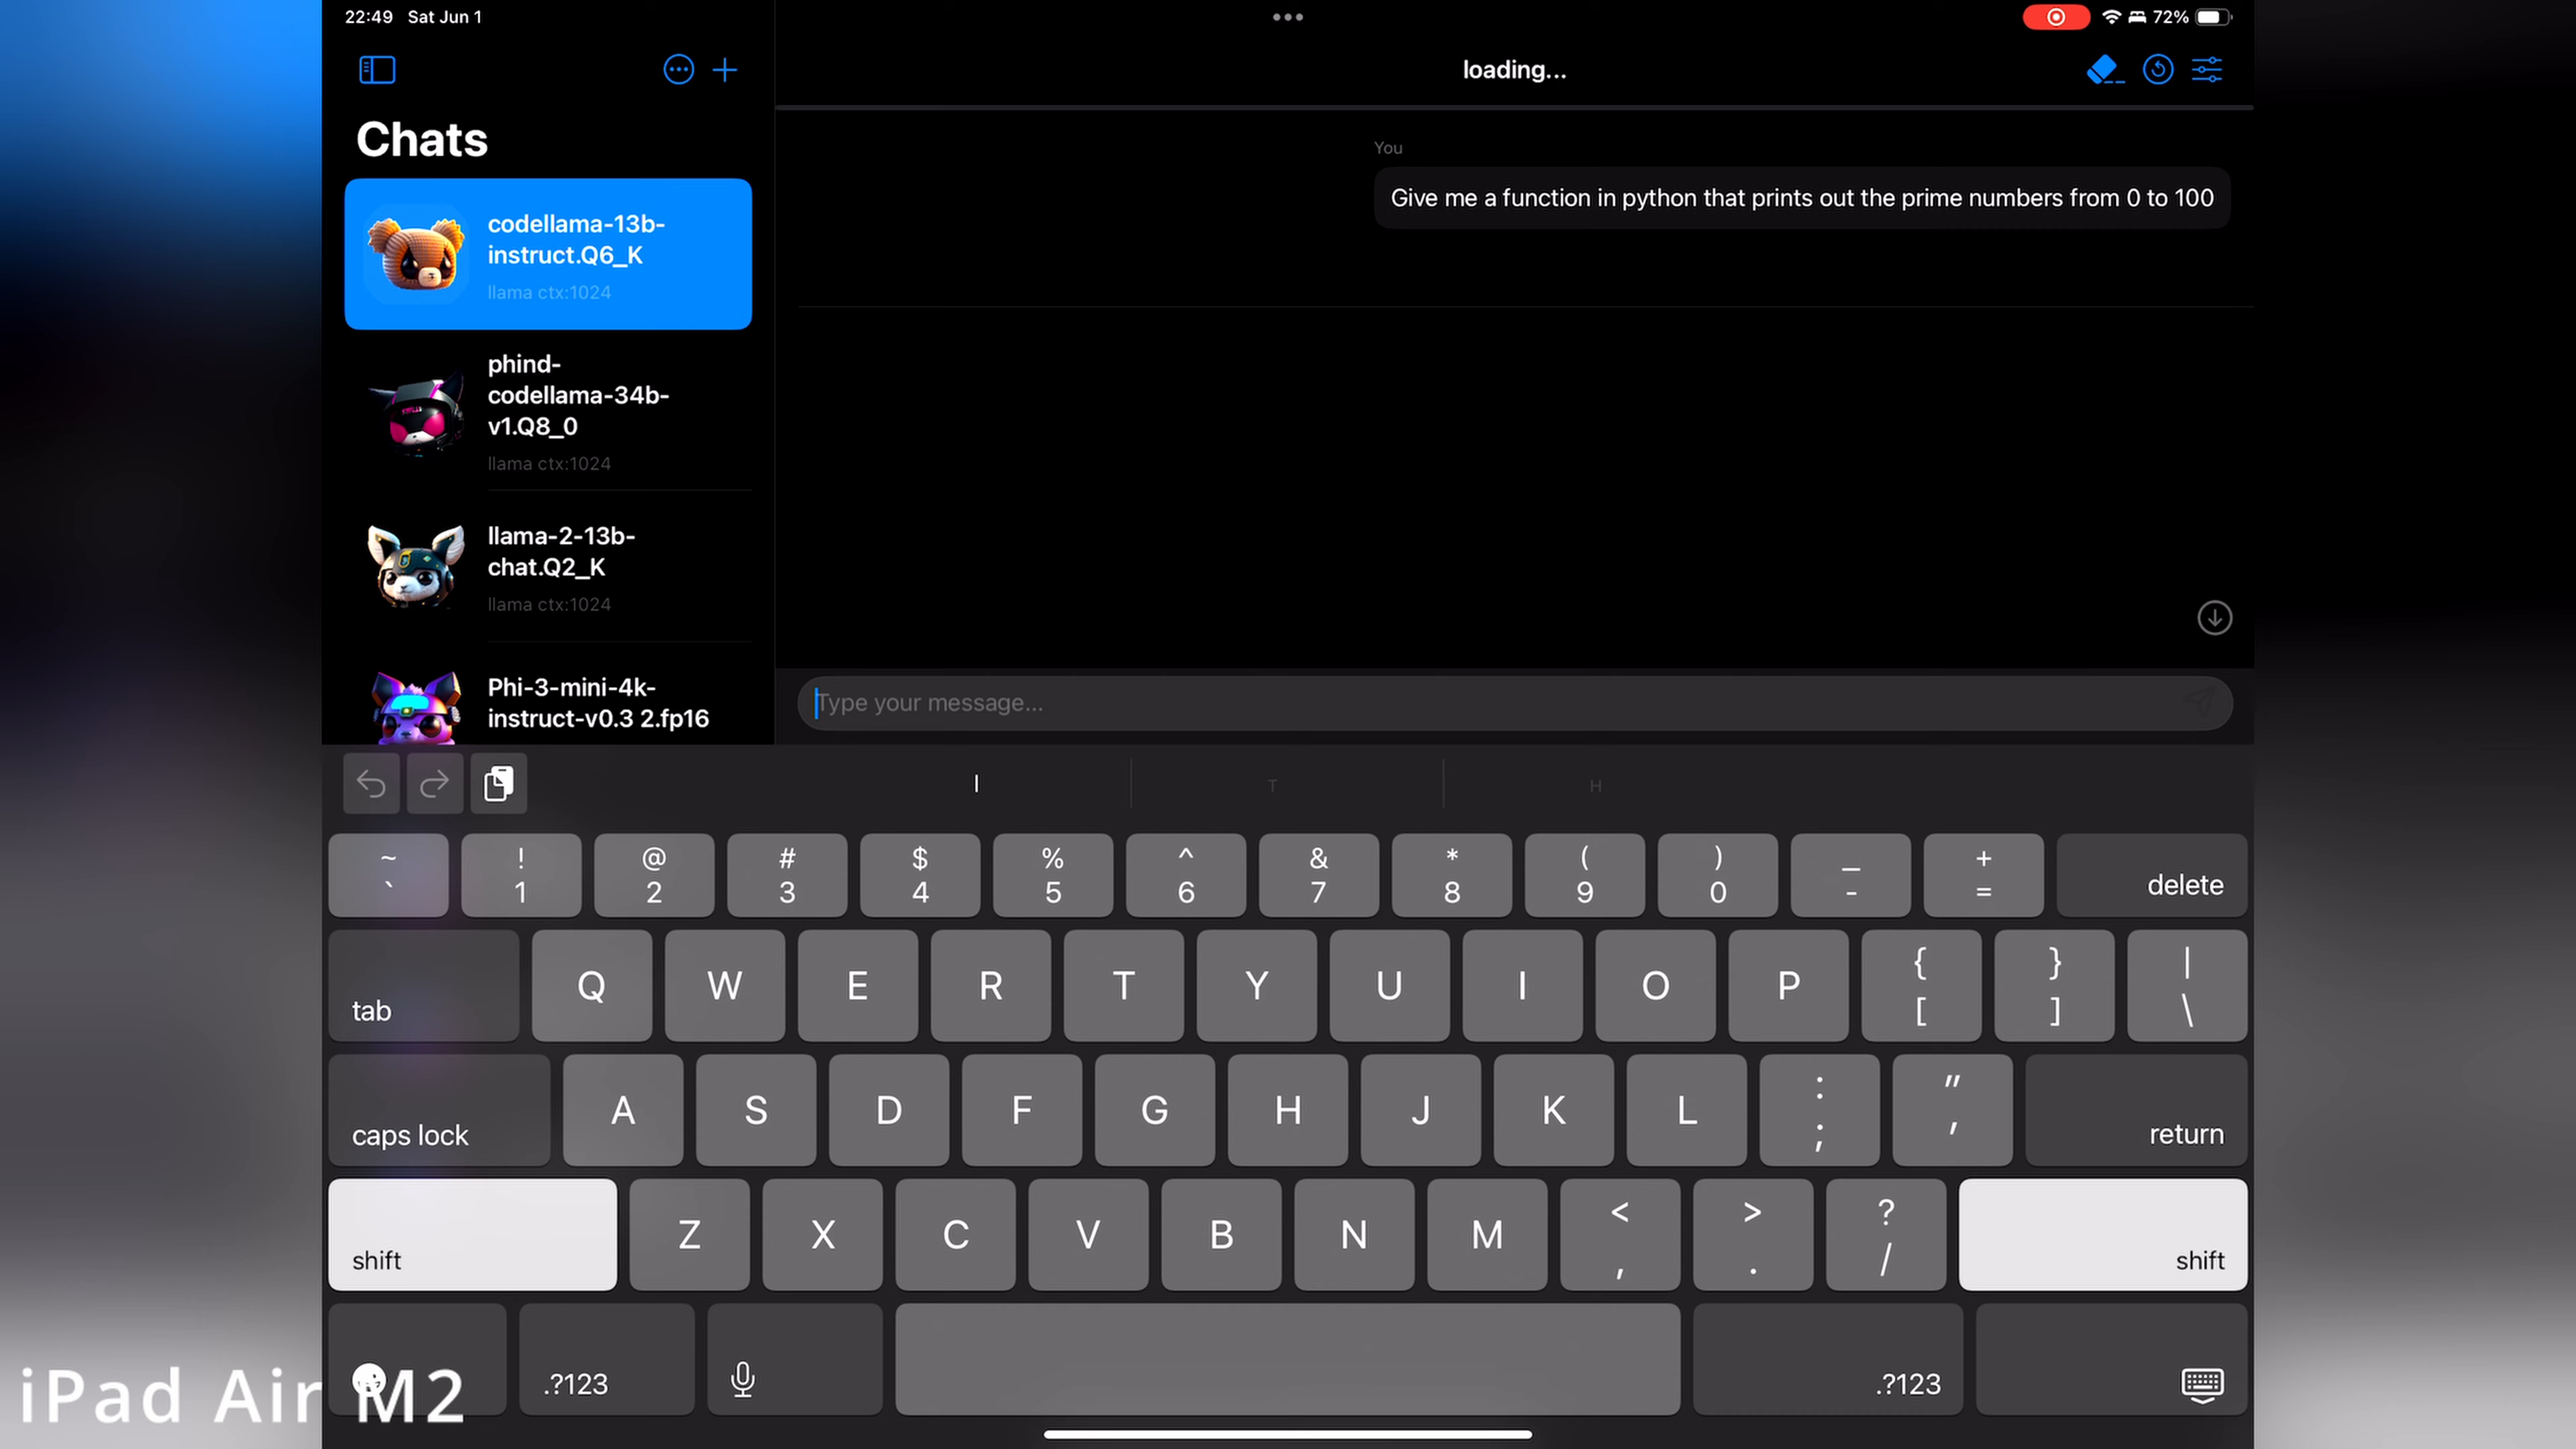 22:49 Sat Jun 1
72%
Chats
codellama-13b-
instruct.Q6_K
llama ctx:1024
phind-
codellama-34b-
v1.Q8_0
llama ctx:1024
llama-2-13b-
chat.Q2_K
llama ctx:1024
Phi-3-mini-4k-
instruct-v0.3 2.fp16
loading...
You
Give me a function in python that prints out the prime numbers from 0 to 100
Type your message...
I T H
~ ! @ # $ % ^ & * ( ) _ +
` 1 2 3 4 5 6 7 8 9 0 - = delete
tab Q W E R T Y U I O P { [ } ] | \
caps lock A S D F G H J K L : ; " ' return
shift Z X C V B N M < , > . ? / shift
.?123 .?123
iPad Air M2